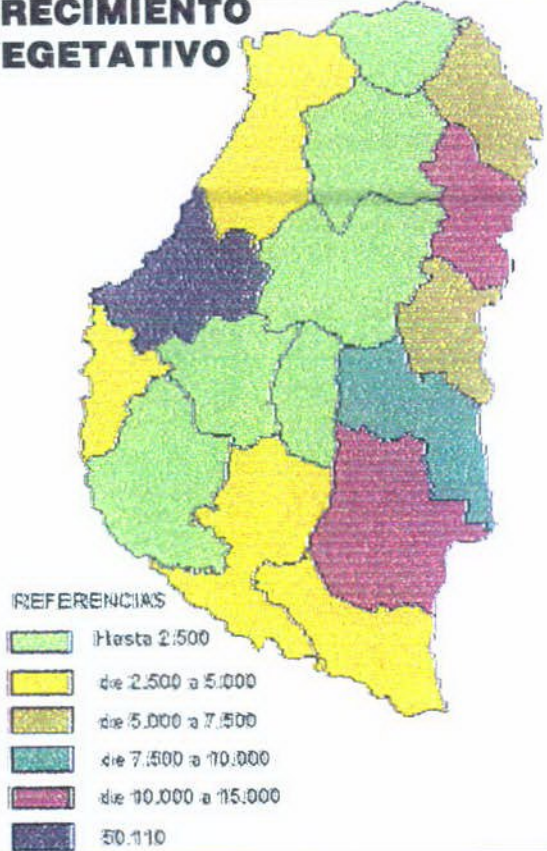 RECIMIENTO
EGETATIVO
REFERENCIAS
Hasta 2.500
de 2.500 a 5.000
de 5.000 a 7.500
de 7.500 a 10.000
de 10.000 a 15.000
50.110